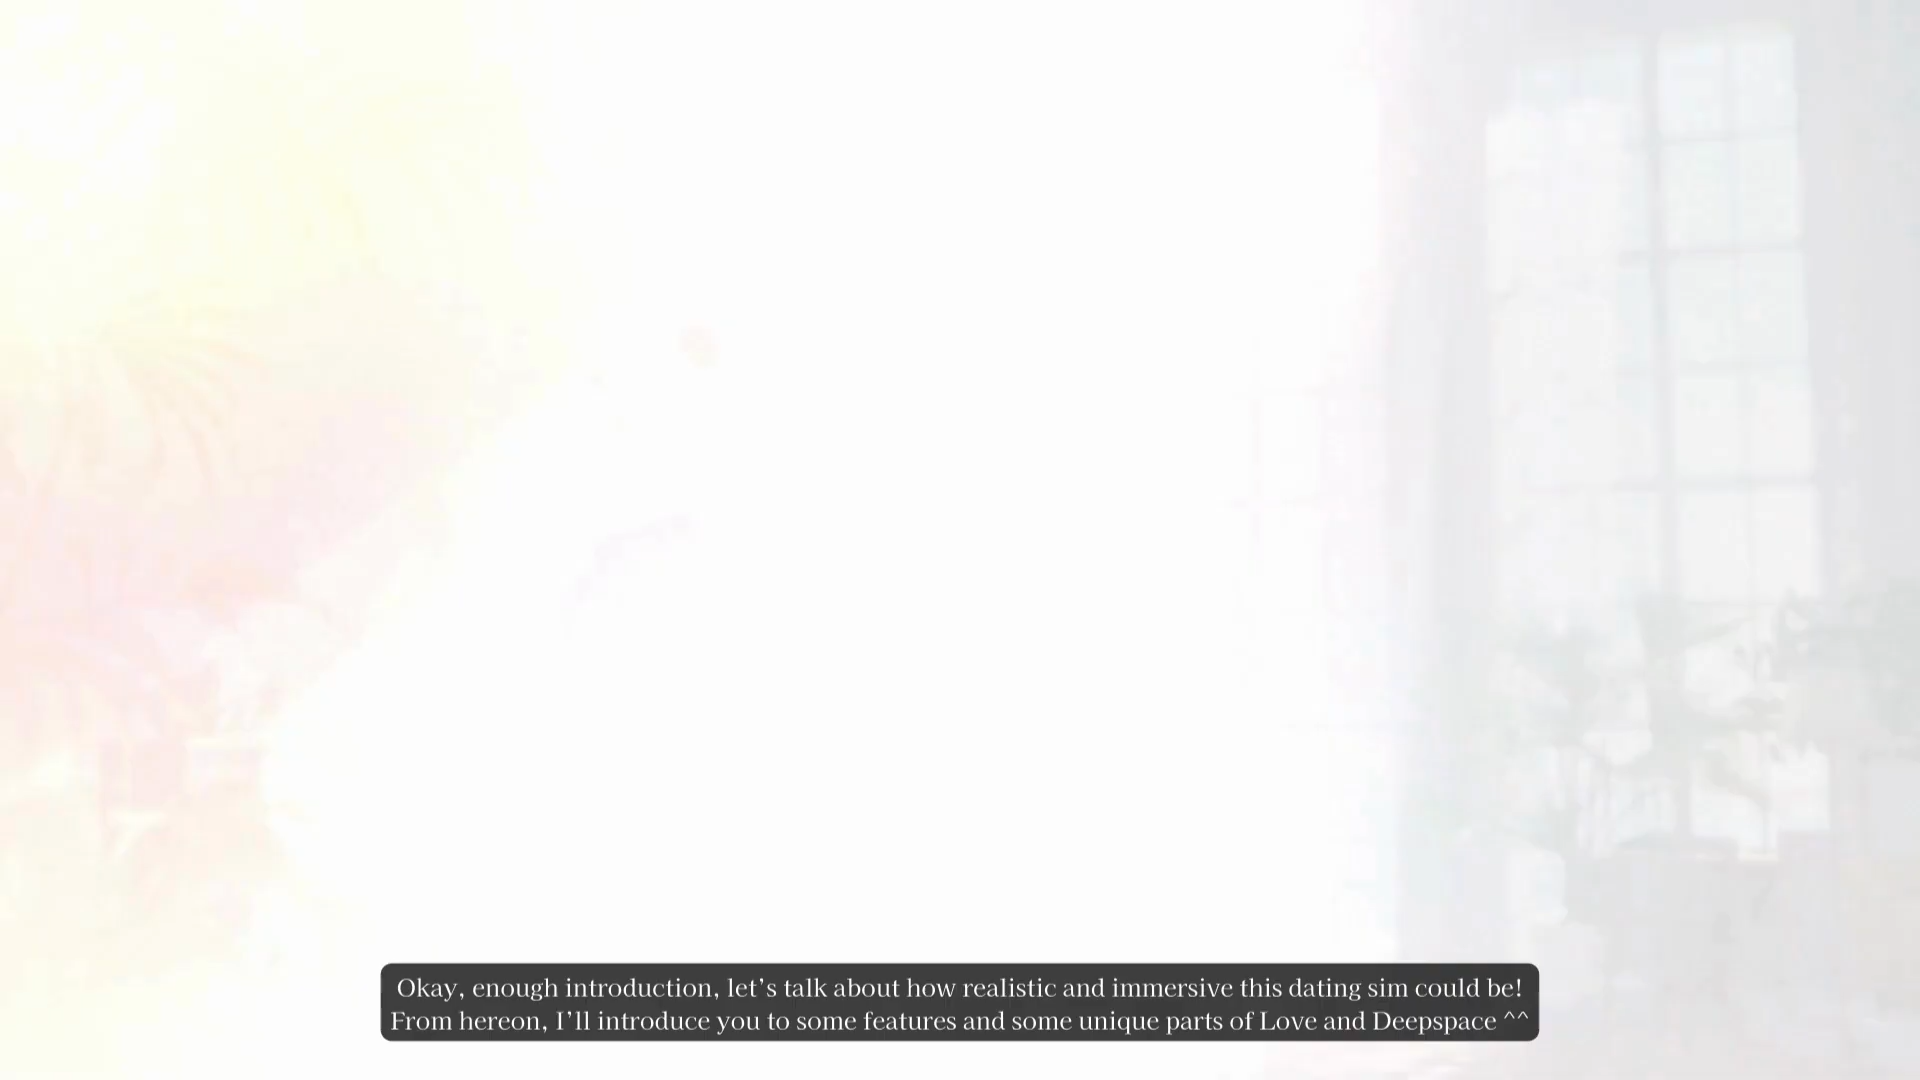 Okay, enough introduction, let’s talk about how realistic and immersive this dating sim could be!
From hereon, I’ll introduce you to some features and some unique parts of Love and Deepspace ^^